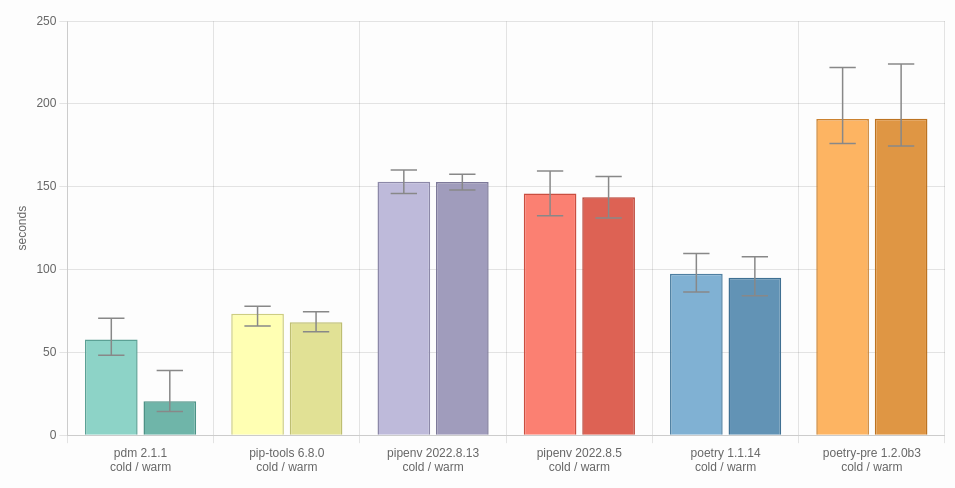 250
200
150
100
50
0
seconds
pdm 2.1.1
cold / warm
pip-tools 6.8.0
cold / warm
pipenv 2022.8.13
cold / warm
pipenv 2022.8.5
cold / warm
poetry 1.1.14
cold / warm
poetry-pre 1.2.0b3
cold / warm